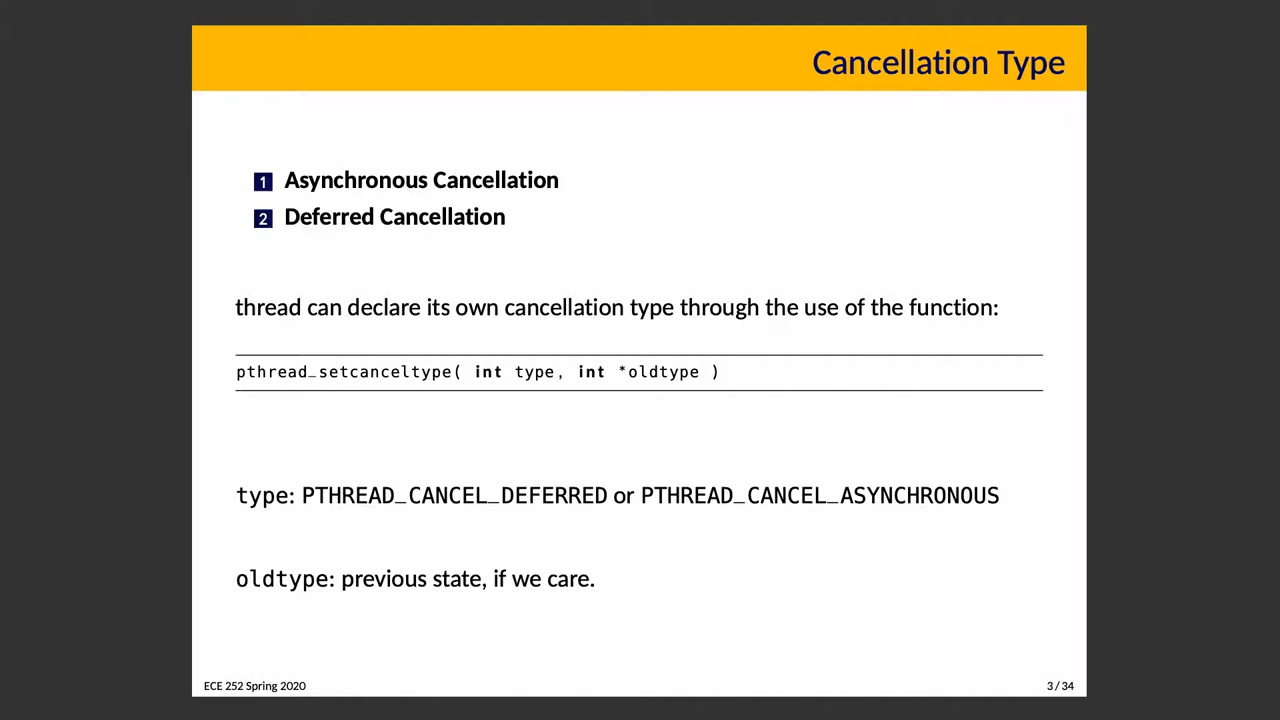 Cancellation Type
1 Asynchronous Cancellation
2 Deferred Cancellation
thread can declare its own cancellation type through the use of the function:
pthread_setcanceltype( int type, int *oldtype )
type: PTHREAD_CANCEL_DEFERRED or PTHREAD_CANCEL_ASYNCHRONOUS
oldtype: previous state, if we care.
ECE 252 Spring 2020
3 / 34